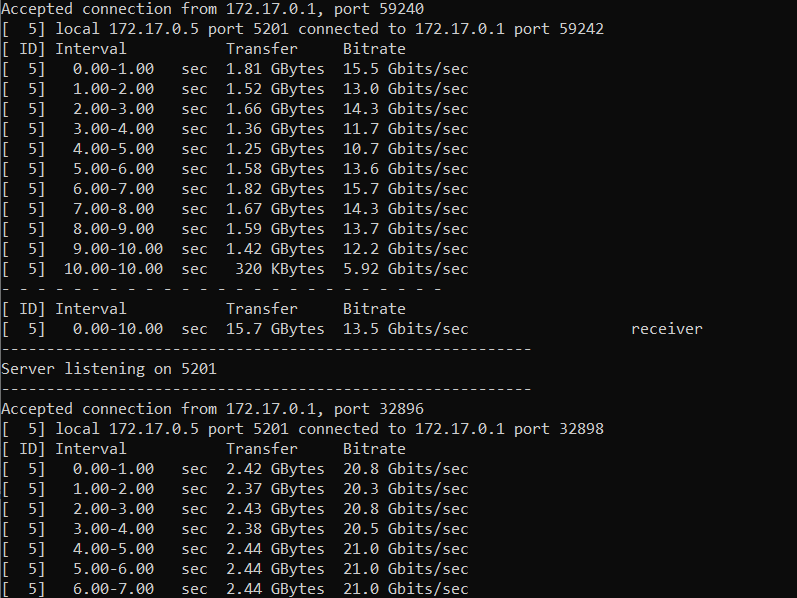 Accepted connection from 172.17.0.1, port 59240
[  5] local 172.17.0.5 port 5201 connected to 172.17.0.1 port 59242
[ ID] Interval           Transfer     Bitrate
[  5]   0.00-1.00   sec  1.81 GBytes  15.5 Gbits/sec
[  5]   1.00-2.00   sec  1.52 GBytes  13.0 Gbits/sec
[  5]   2.00-3.00   sec  1.66 GBytes  14.3 Gbits/sec
[  5]   3.00-4.00   sec  1.36 GBytes  11.7 Gbits/sec
[  5]   4.00-5.00   sec  1.25 GBytes  10.7 Gbits/sec
[  5]   5.00-6.00   sec  1.58 GBytes  13.6 Gbits/sec
[  5]   6.00-7.00   sec  1.82 GBytes  15.7 Gbits/sec
[  5]   7.00-8.00   sec  1.67 GBytes  14.3 Gbits/sec
[  5]   8.00-9.00   sec  1.59 GBytes  13.7 Gbits/sec
[  5]   9.00-10.00  sec  1.42 GBytes  12.2 Gbits/sec
[  5]  10.00-10.00  sec   320 KBytes  5.92 Gbits/sec
- - - - - - - - - - - - - - - - - - - - - - - - -
[ ID] Interval           Transfer     Bitrate
[  5]   0.00-10.00  sec  15.7 GBytes  13.5 Gbits/sec                  receiver
-----------------------------------------------------------
Server listening on 5201
-----------------------------------------------------------
Accepted connection from 172.17.0.1, port 32896
[  5] local 172.17.0.5 port 5201 connected to 172.17.0.1 port 32898
[ ID] Interval           Transfer     Bitrate
[  5]   0.00-1.00   sec  2.42 GBytes  20.8 Gbits/sec
[  5]   1.00-2.00   sec  2.37 GBytes  20.3 Gbits/sec
[  5]   2.00-3.00   sec  2.43 GBytes  20.8 Gbits/sec
[  5]   3.00-4.00   sec  2.38 GBytes  20.5 Gbits/sec
[  5]   4.00-5.00   sec  2.44 GBytes  21.0 Gbits/sec
[  5]   5.00-6.00   sec  2.44 GBytes  21.0 Gbits/sec
[  5]   6.00-7.00   sec  2.44 GBytes  21.0 Gbits/sec